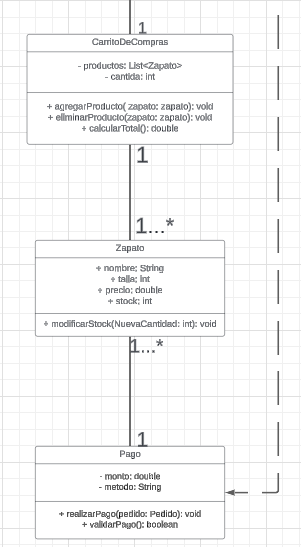 1
CarritoDeCompras
- productos: List<Zapato>
- cantida: int
+ agregarProducto( zapato: zapato): void
+ eliminarProducto(zapato: zapato): void
+ calcularTotal(): double
1
1...*
Zapato
+ nombre: String
+ talla: int
+ precio: double
+ stock: int
+ modificarStock(NuevaCantidad: int): void
1...*
1
Pago
- monto: double
- metodo: String
+ realizarPago(pedido: Pedido): void
+ validarPago(): boolean